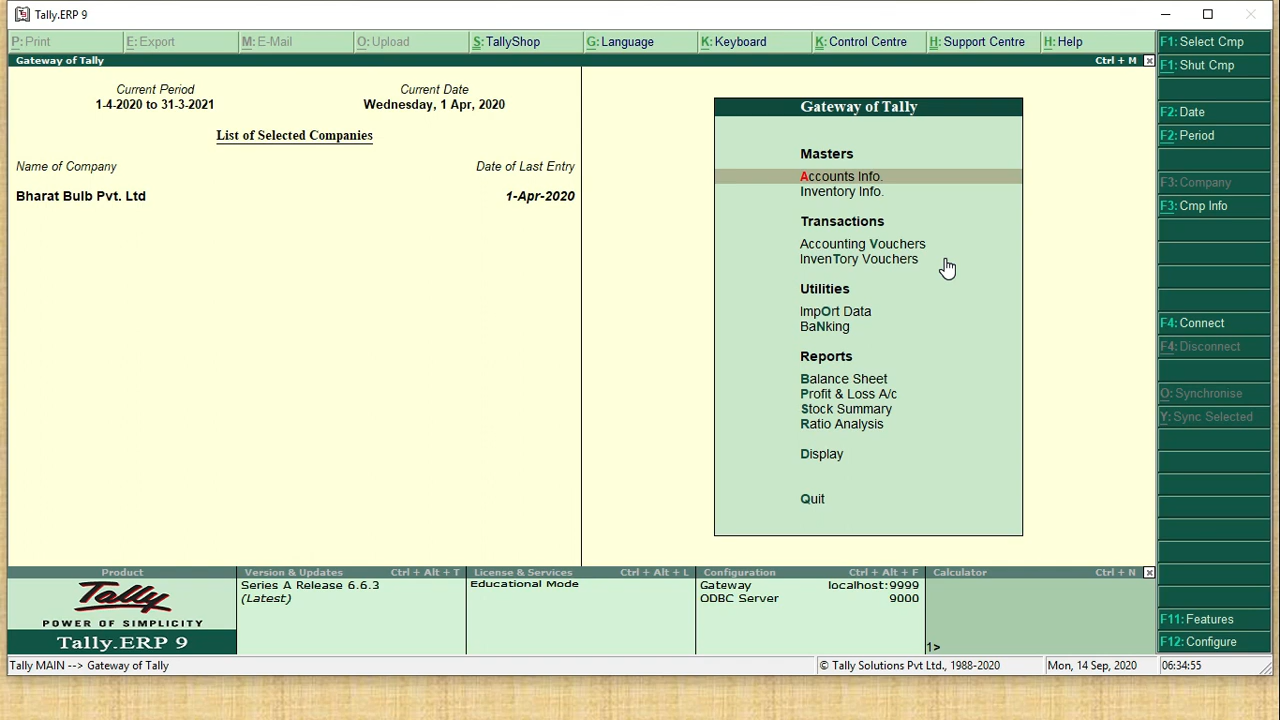 Tally.ERP 9
P: Print E: Export M: E-Mail O: Upload S: TallyShop G: Language K: Keyboard K: Control Centre H: Support Centre H: Help
Gateway of Tally Ctrl + M
Current Period Current Date
1-4-2020 to 31-3-2021 Wednesday, 1 Apr, 2020
List of Selected Companies
Name of Company Date of Last Entry
Bharat Bulb Pvt. Ltd 1-Apr-2020
Gateway of Tally
Masters
Accounts Info.
Inventory Info.
Transactions
Accounting Vouchers
InvenTory Vouchers
Utilities
ImpOrt Data
BaNking
Reports
Balance Sheet
Profit & Loss A/c
Stock Summary
Ratio Analysis
Display
Quit
F1: Select Cmp
F1: Shut Cmp
F2: Date
F2: Period
F3: Company
F3: Cmp Info
F4: Connect
F4: Disconnect
O: Synchronise
Y: Sync Selected
F11: Features
F12: Configure
Product
Tally
POWER OF SIMPLICITY
Tally.ERP 9
Version & Updates Ctrl + Alt + T
Series A Release 6.6.3
(Latest)
License & Services Ctrl + Alt + L
Educational Mode
Configuration Ctrl + Alt + F
Gateway localhost:9999
ODBC Server 9000
Calculator Ctrl + N
1>
Tally MAIN --> Gateway of Tally © Tally Solutions Pvt Ltd., 1988-2020 Mon, 14 Sep, 2020 06:34:55